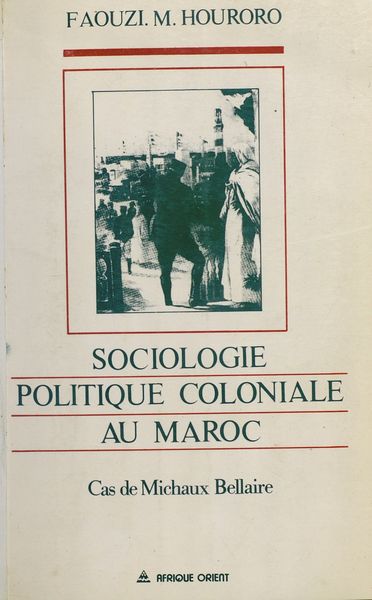 FAOUZI. M. HOURORO
SOCIOLOGIE
POLITIQUE COLONIALE
AU MAROC
Cas de Michaux Bellaire
AFRIQUE ORIENT